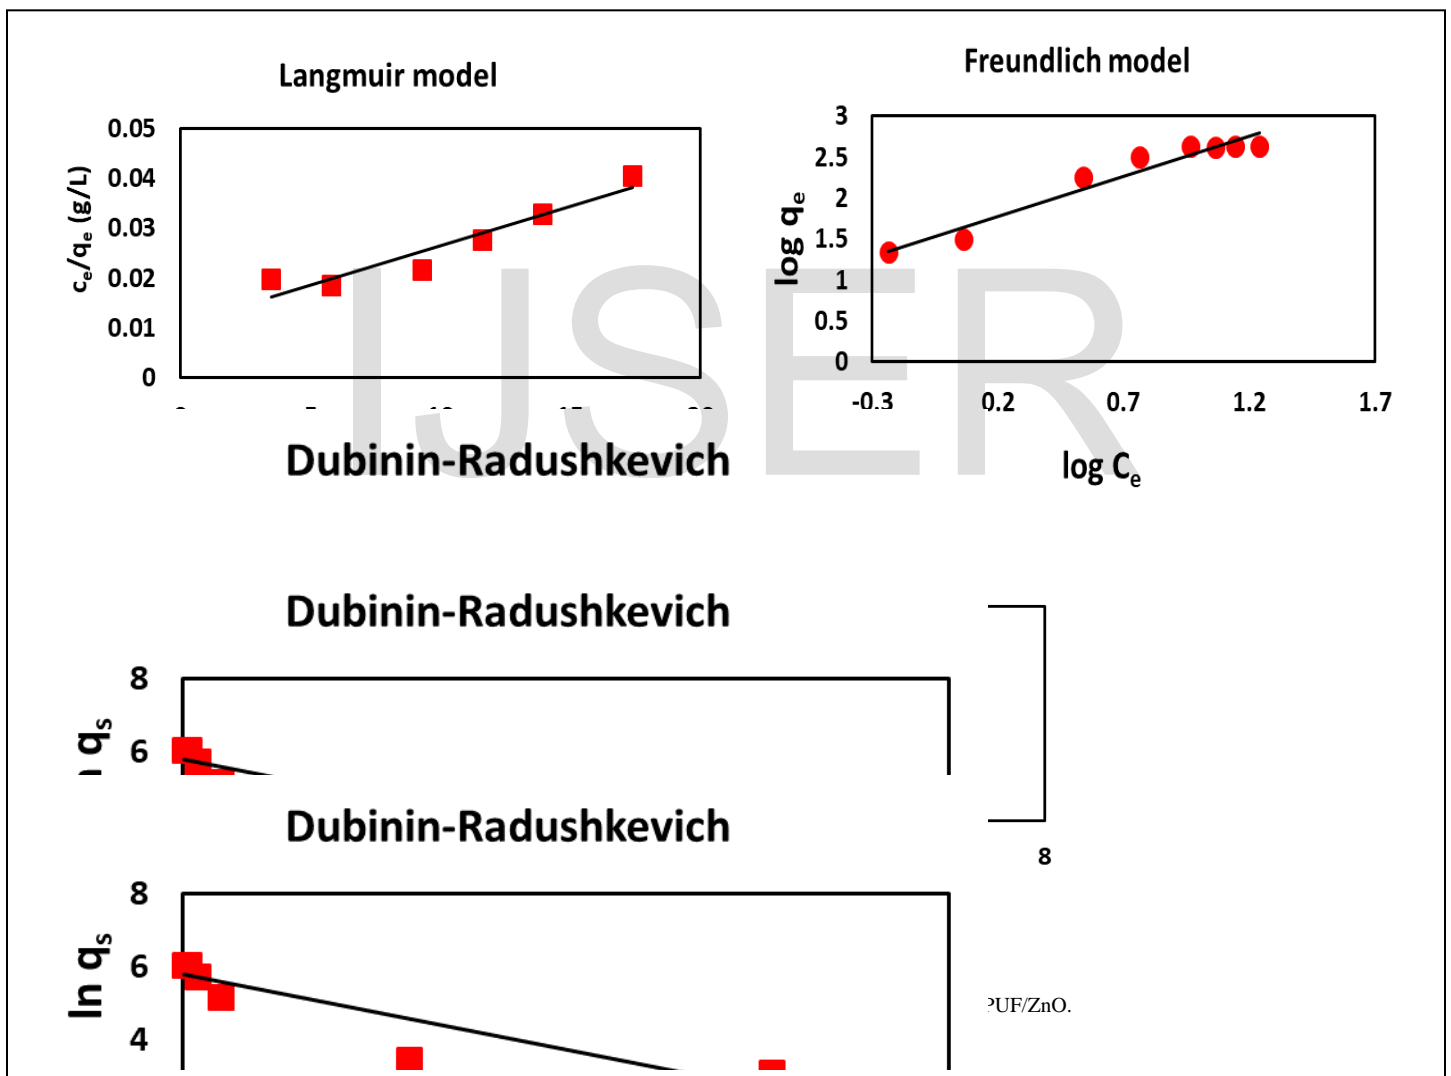 Langmuir model
0.05
0.04
0.03
0.02
0.01
0
ce/qe (g/L)
Freundlich model
3
2.5
2
1.5
1
0.5
0
log qe
-0.3 0.2 0.7 1.2 1.7
log Ce
IJSER
Dubinin-Radushkevich
Dubinin-Radushkevich
8
6
qs
8
Dubinin-Radushkevich
8
6
4
ln qs
PUF/ZnO.